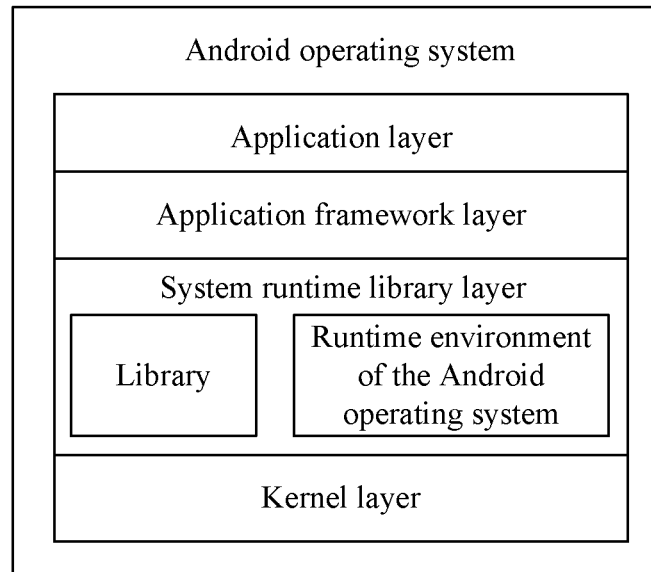 Android operating system
Application layer
Application framework layer
System runtime library layer
Library
Runtime environment
of the Android
operating system
Kernel layer